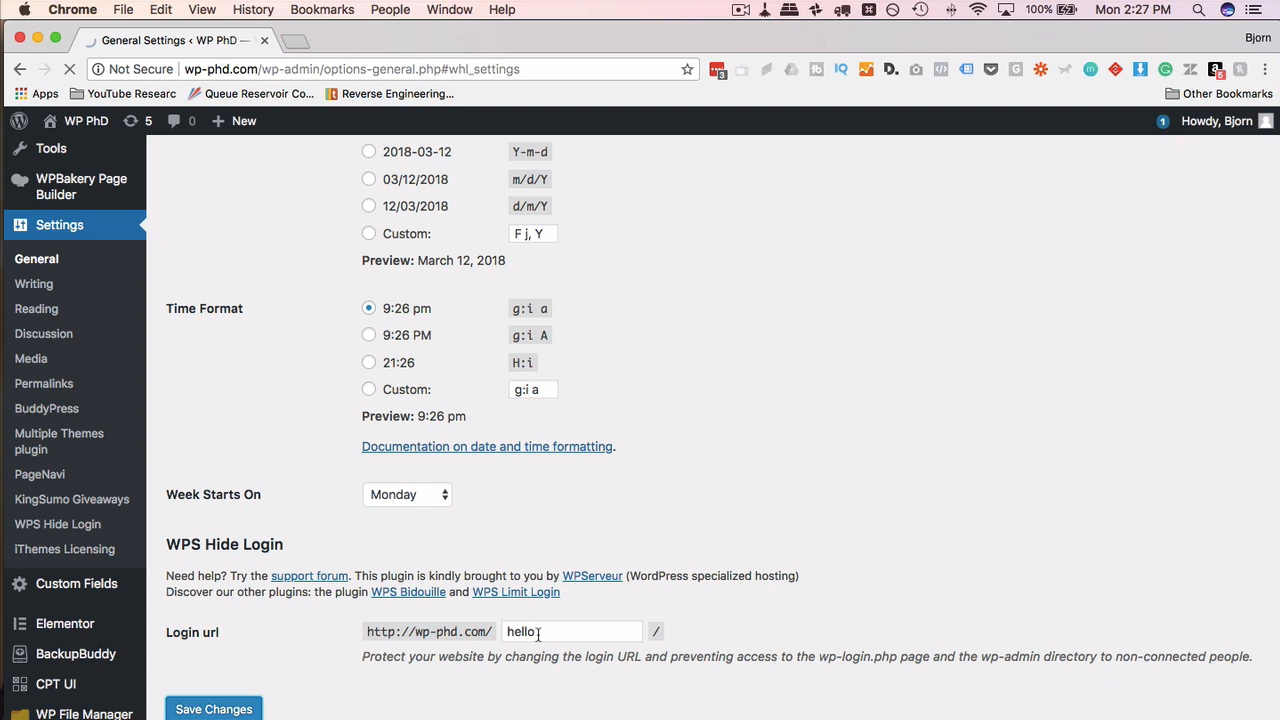 Chrome File Edit View History Bookmarks People Window Help 100% Mon 2:27 PM
General Settings ‹ WP PhD — Bjorn
Not Secure wp-phd.com/wp-admin/options-general.php#whl_settings
Apps YouTube Researc Queue Reservoir Co... Reverse Engineering... Other Bookmarks
WP PhD 5 0 New 1 Howdy, Bjorn
Tools
WPBakery Page
Builder
Settings
General
Writing
Reading
Discussion
Media
Permalinks
BuddyPress
Multiple Themes
plugin
PageNavi
KingSumo Giveaways
WPS Hide Login
iThemes Licensing
Custom Fields
Elementor
BackupBuddy
CPT UI
WP File Manager
2018-03-12 Y-m-d
03/12/2018 m/d/Y
12/03/2018 d/m/Y
Custom: F j, Y
Preview: March 12, 2018
Time Format 9:26 pm g:i a
9:26 PM g:i A
21:26 H:i
Custom: g:i a
Preview: 9:26 pm
Documentation on date and time formatting.
Week Starts On Monday
WPS Hide Login
Need help? Try the support forum. This plugin is kindly brought to you by WPServeur (WordPress specialized hosting)
Discover our other plugins: the plugin WPS Bidouille and WPS Limit Login
Login url http://wp-phd.com/ hello /
Protect your website by changing the login URL and preventing access to the wp-login.php page and the wp-admin directory to non-connected people.
Save Changes